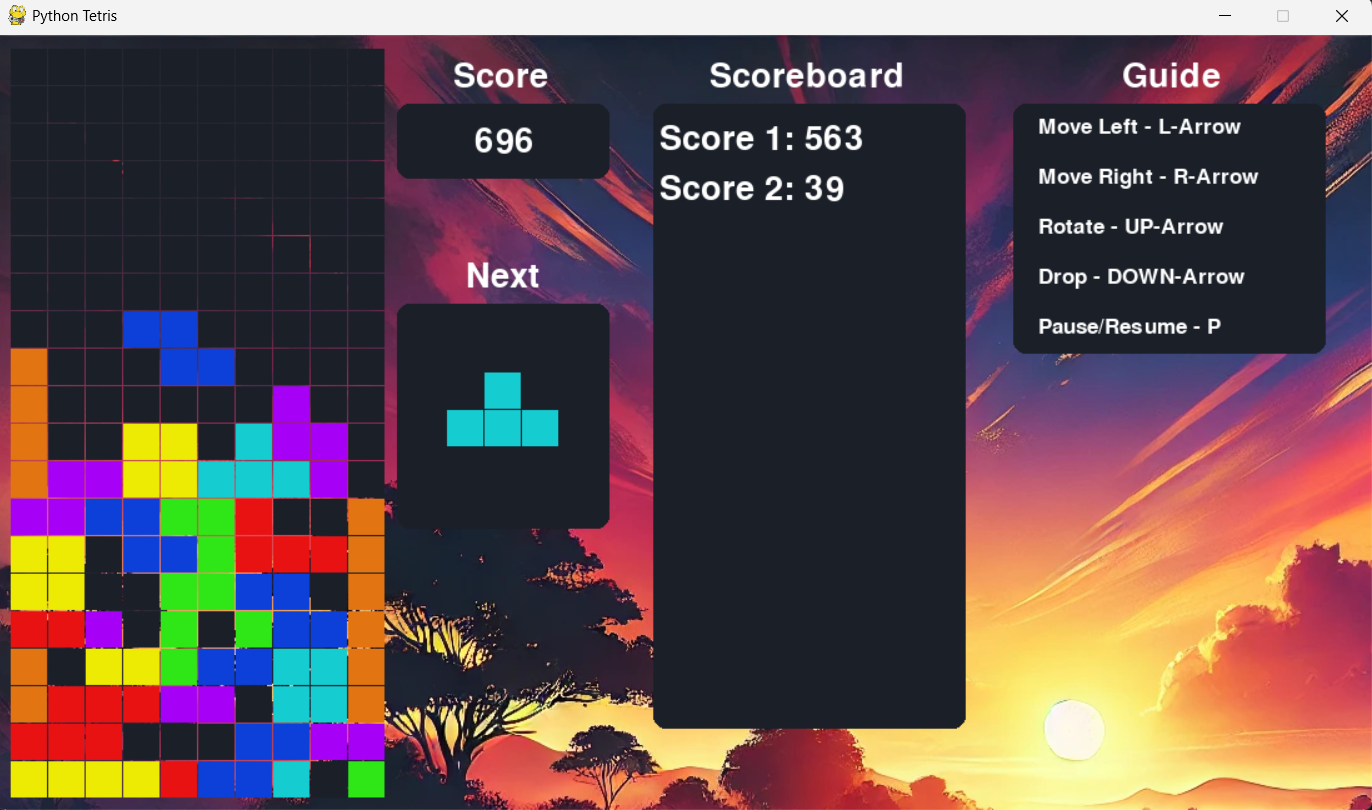 Python Tetris
Score
696
Next
Scoreboard
Score 1: 563
Score 2: 39
Guide
Move Left - L-Arrow
Move Right - R-Arrow
Rotate - UP-Arrow
Drop - DOWN-Arrow
Pause/Resume - P